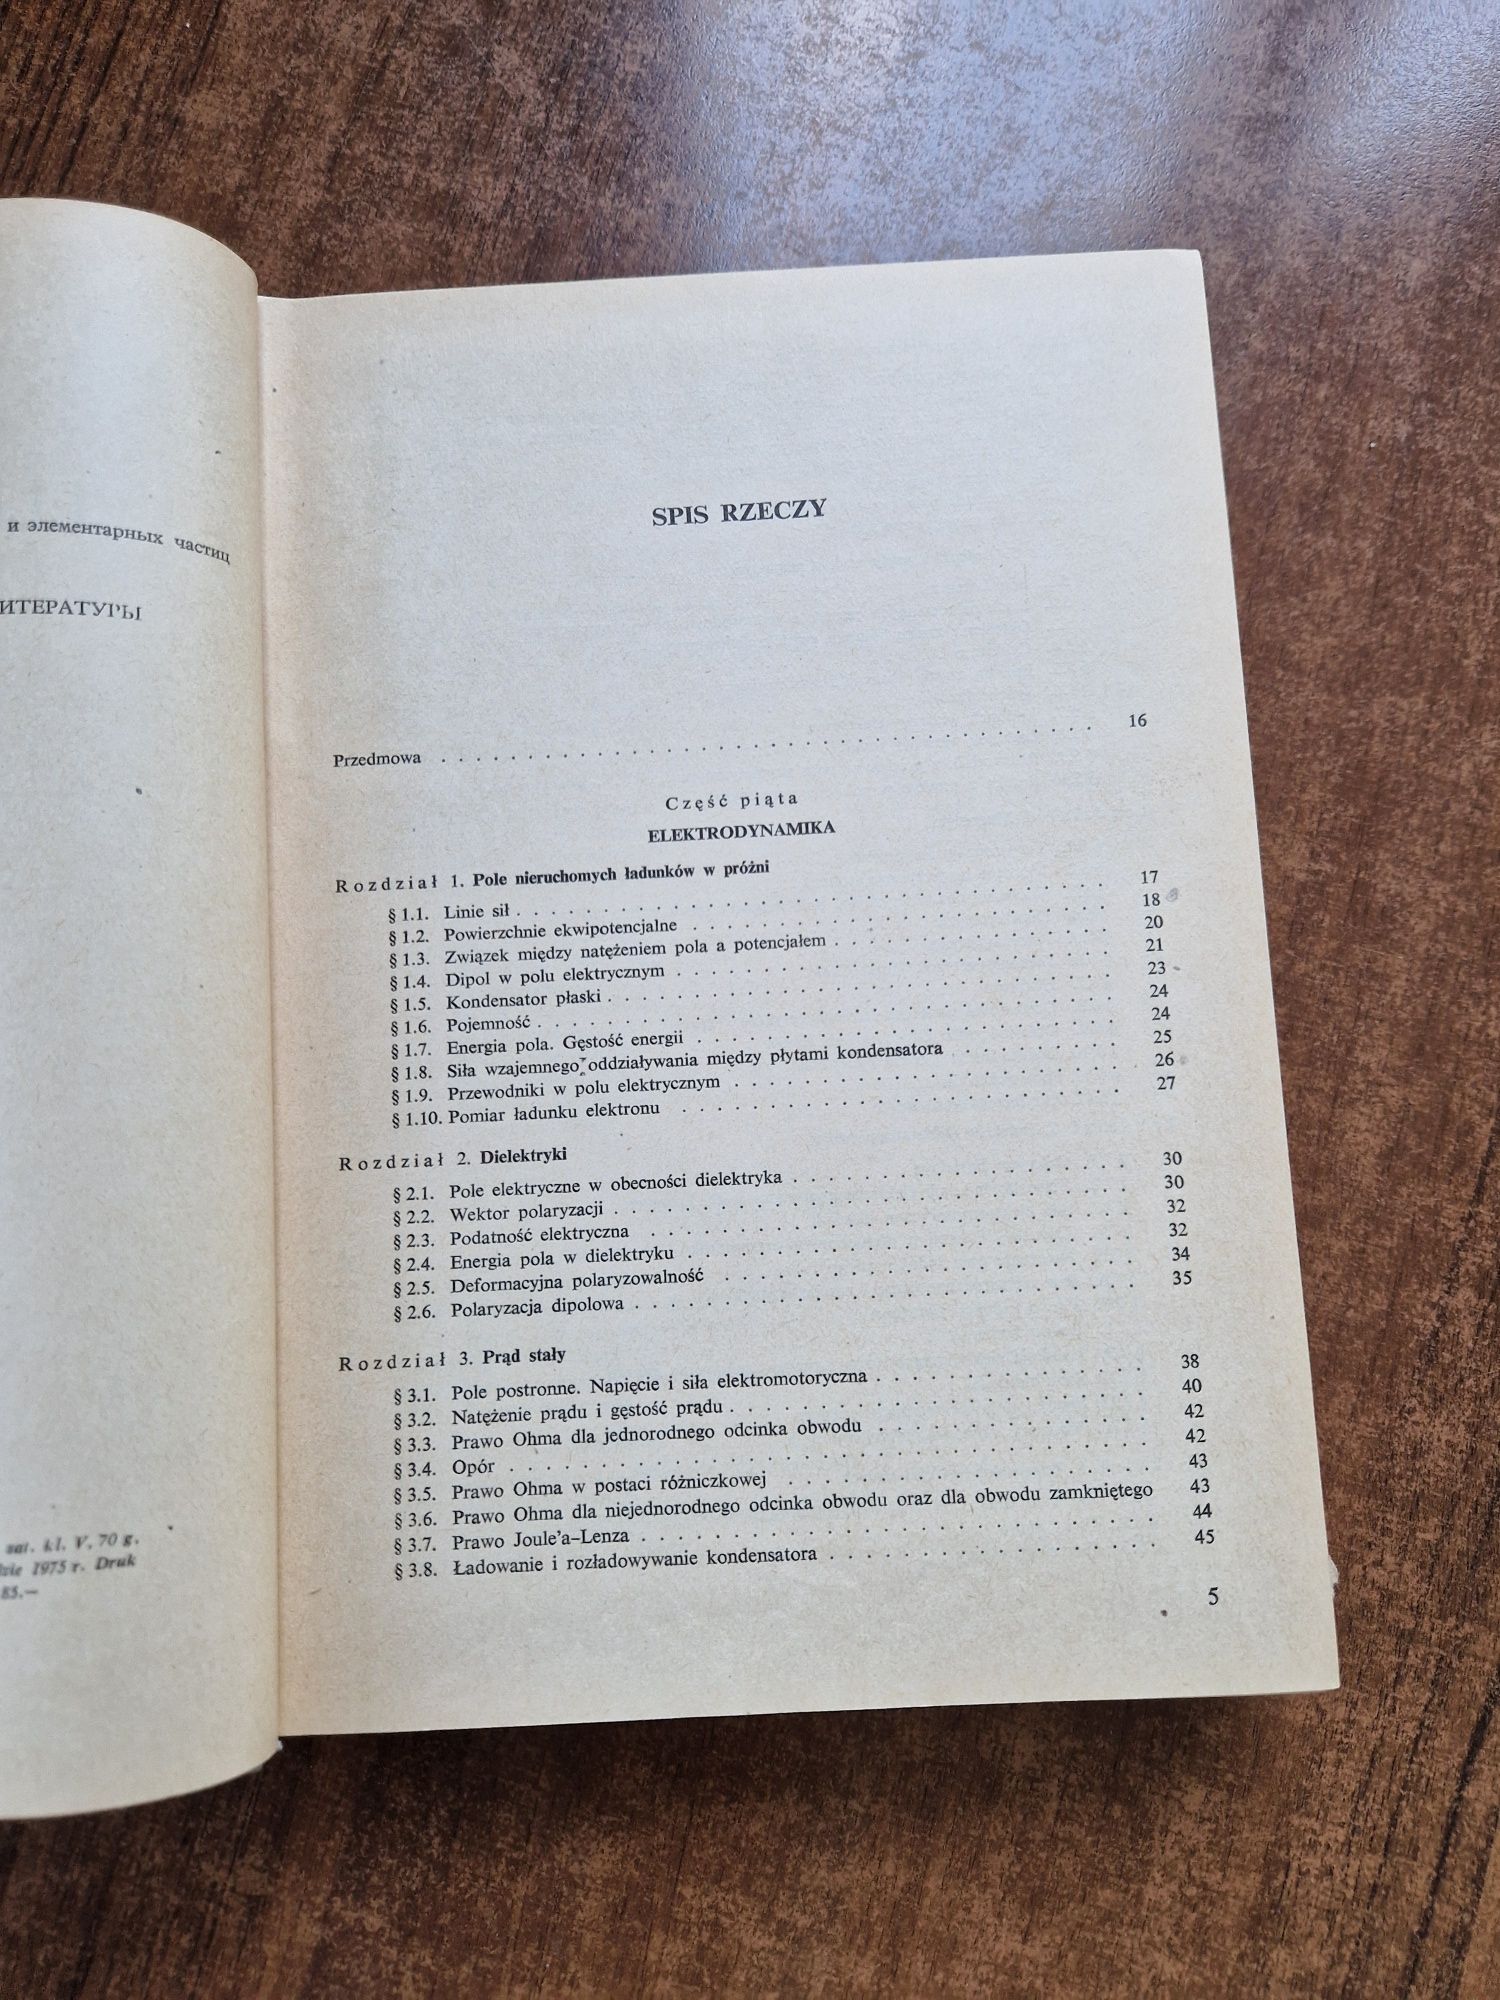 и элементарных частиц
ИТЕРАТУРЫ
sat. kl. V, 70 g.
1975 r. Druk
85.—
SPIS RZECZY
Przedmowa . . . . . . . . . . 16
Część piąta
ELEKTRODYNAMIKA
Rozdział 1. Pole nieruchomych ładunków w próżni
§ 1.1. Linie sił . . . . . . . . . . 17
§ 1.2. Powierzchnie ekwipotencjalne . . . . . . . . . . 18
§ 1.3. Związek między natężeniem pola a potencjałem . . . . . . . . . . 20
§ 1.4. Dipol w polu elektrycznym . . . . . . . . . . 21
§ 1.5. Kondensator płaski . . . . . . . . . . 23
§ 1.6. Pojemność . . . . . . . . . . 24
§ 1.7. Energia pola. Gęstość energii . . . . . . . . . . 24
§ 1.8. Siła wzajemnego oddziaływania między płytami kondensatora . . . . . . . . . . 25
§ 1.9. Przewodniki w polu elektrycznym . . . . . . . . . . 26
§ 1.10. Pomiar ładunku elektronu . . . . . . . . . . 27
Rozdział 2. Dielektryki
§ 2.1. Pole elektryczne w obecności dielektryka . . . . . . . . . . 30
§ 2.2. Wektor polaryzacji . . . . . . . . . . 30
§ 2.3. Podatność elektryczna . . . . . . . . . . 32
§ 2.4. Energia pola w dielektryku . . . . . . . . . . 32
§ 2.5. Deformacyjna polaryzowalność . . . . . . . . . . 34
§ 2.6. Polaryzacja dipolowa . . . . . . . . . . 35
Rozdział 3. Prąd stały
§ 3.1. Pole postronne. Napięcie i siła elektromotoryczna . . . . . . . . . . 38
§ 3.2. Natężenie prądu i gęstość prądu . . . . . . . . . . 40
§ 3.3. Prawo Ohma dla jednorodnego odcinka obwodu . . . . . . . . . . 42
§ 3.4. Opór . . . . . . . . . . 42
§ 3.5. Prawo Ohma w postaci różniczkowej . . . . . . . . . . 43
§ 3.6. Prawo Ohma dla niejednorodnego odcinka obwodu oraz dla obwodu zamkniętego 43
§ 3.7. Prawo Joule'a–Lenza . . . . . . . . . . 44
§ 3.8. Ładowanie i rozładowywanie kondensatora . . . . . . . . . . 45
5